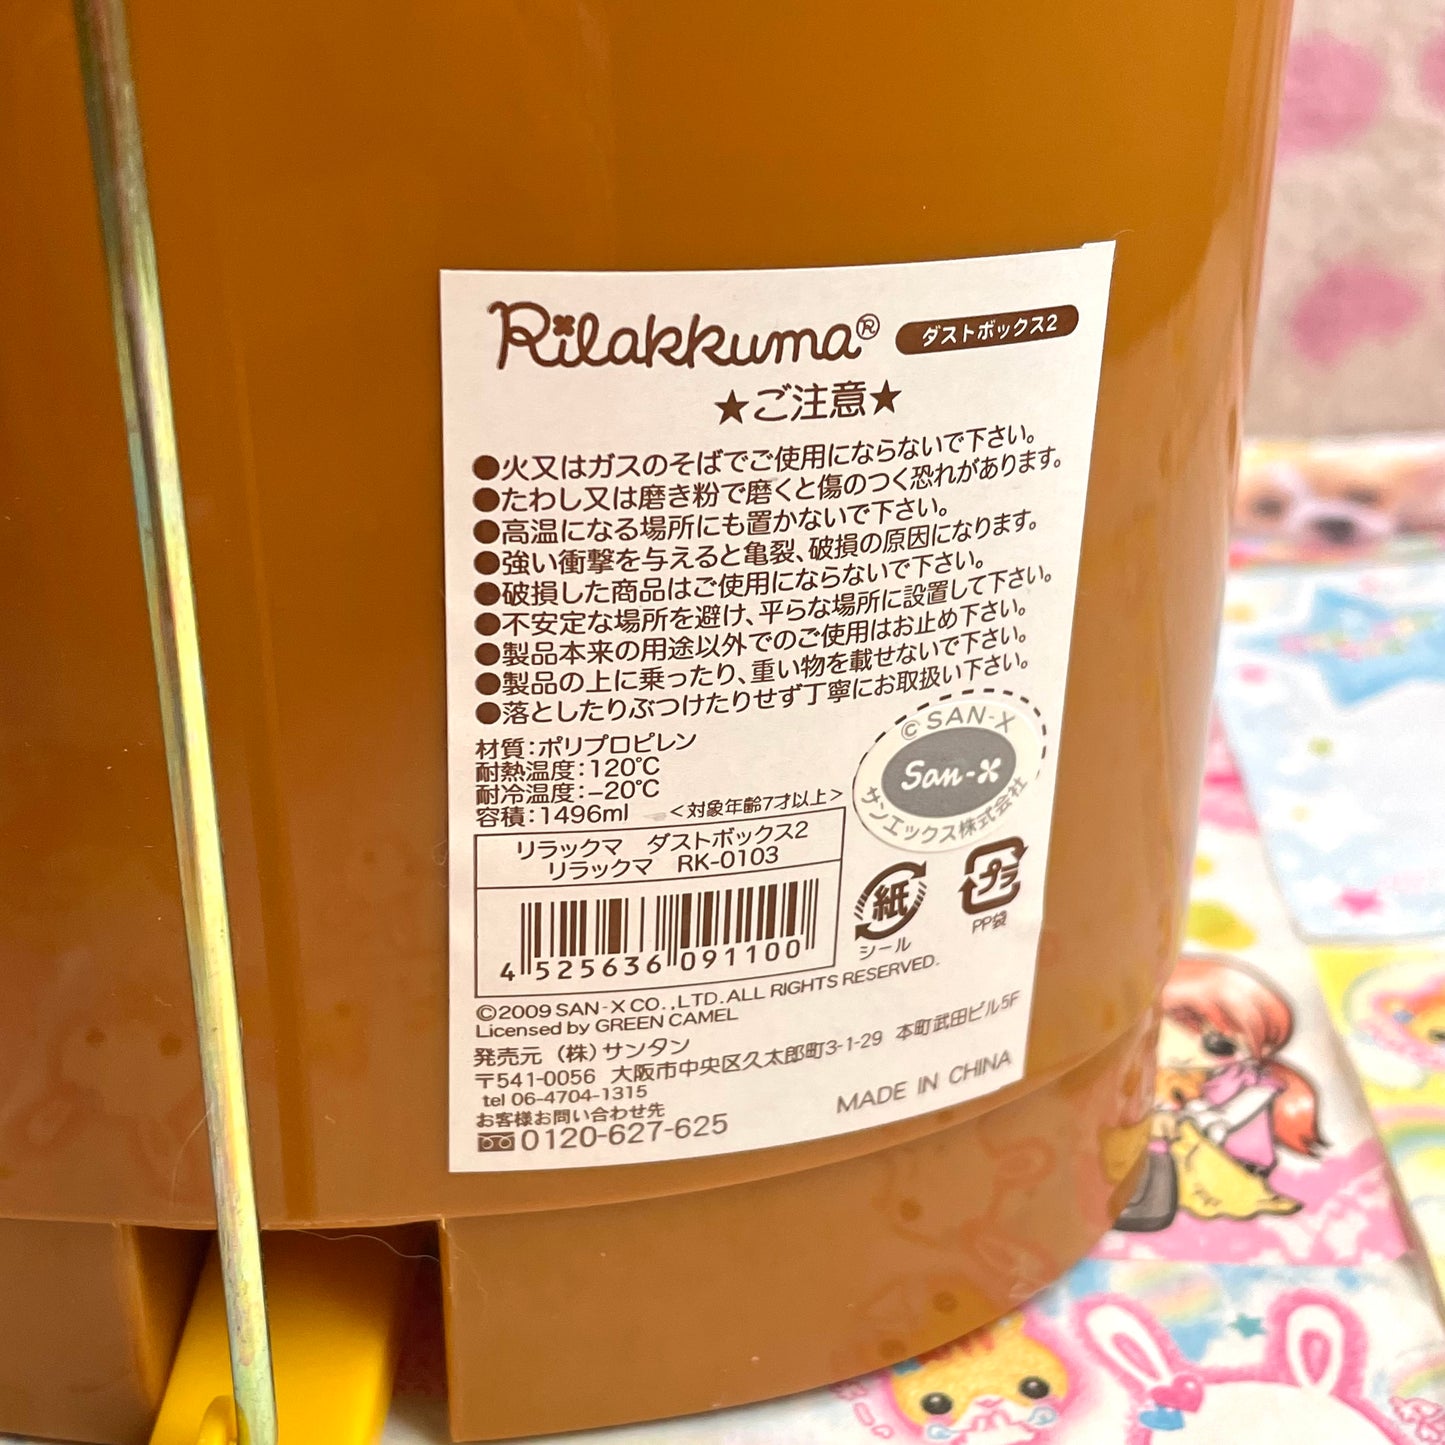 Rilakkuma® ダストボックス2
★ご注意★
●火又はガスのそばでご使用にならないで下さい。
●たわし又は磨き粉で磨くと傷のつく恐れがあります。
●高温になる場所にも置かないで下さい。
●強い衝撃を与えると亀裂、破損の原因になります。
●破損した商品はご使用にならないで下さい。
●不安定な場所を避け、平らな場所に設置して下さい。
●製品本来の用途以外でのご使用はお止め下さい。
●製品の上に乗ったり、重い物を載せないで下さい。
●落としたりぶつけたりせず丁寧にお取扱い下さい。
材質:ポリプロピレン
耐熱温度:120℃
耐冷温度:−20℃
容積:1496ml <対象年齢7才以上>
©SAN-X
San-X
サンエックス株式会社
リラックマ ダストボックス2
リラックマ RK-0103
4 525636 091100
紙
シール
プラ
PP袋
©2009 SAN-X CO.,LTD. ALL RIGHTS RESERVED.
Licensed by GREEN CAMEL
発売元 (株)サンタン
〒541-0056 大阪市中央区久太郎町3-1-29 本町武田ビル5F
tel 06-4704-1315
お客様お問い合わせ先
0120-627-625
MADE IN CHINA